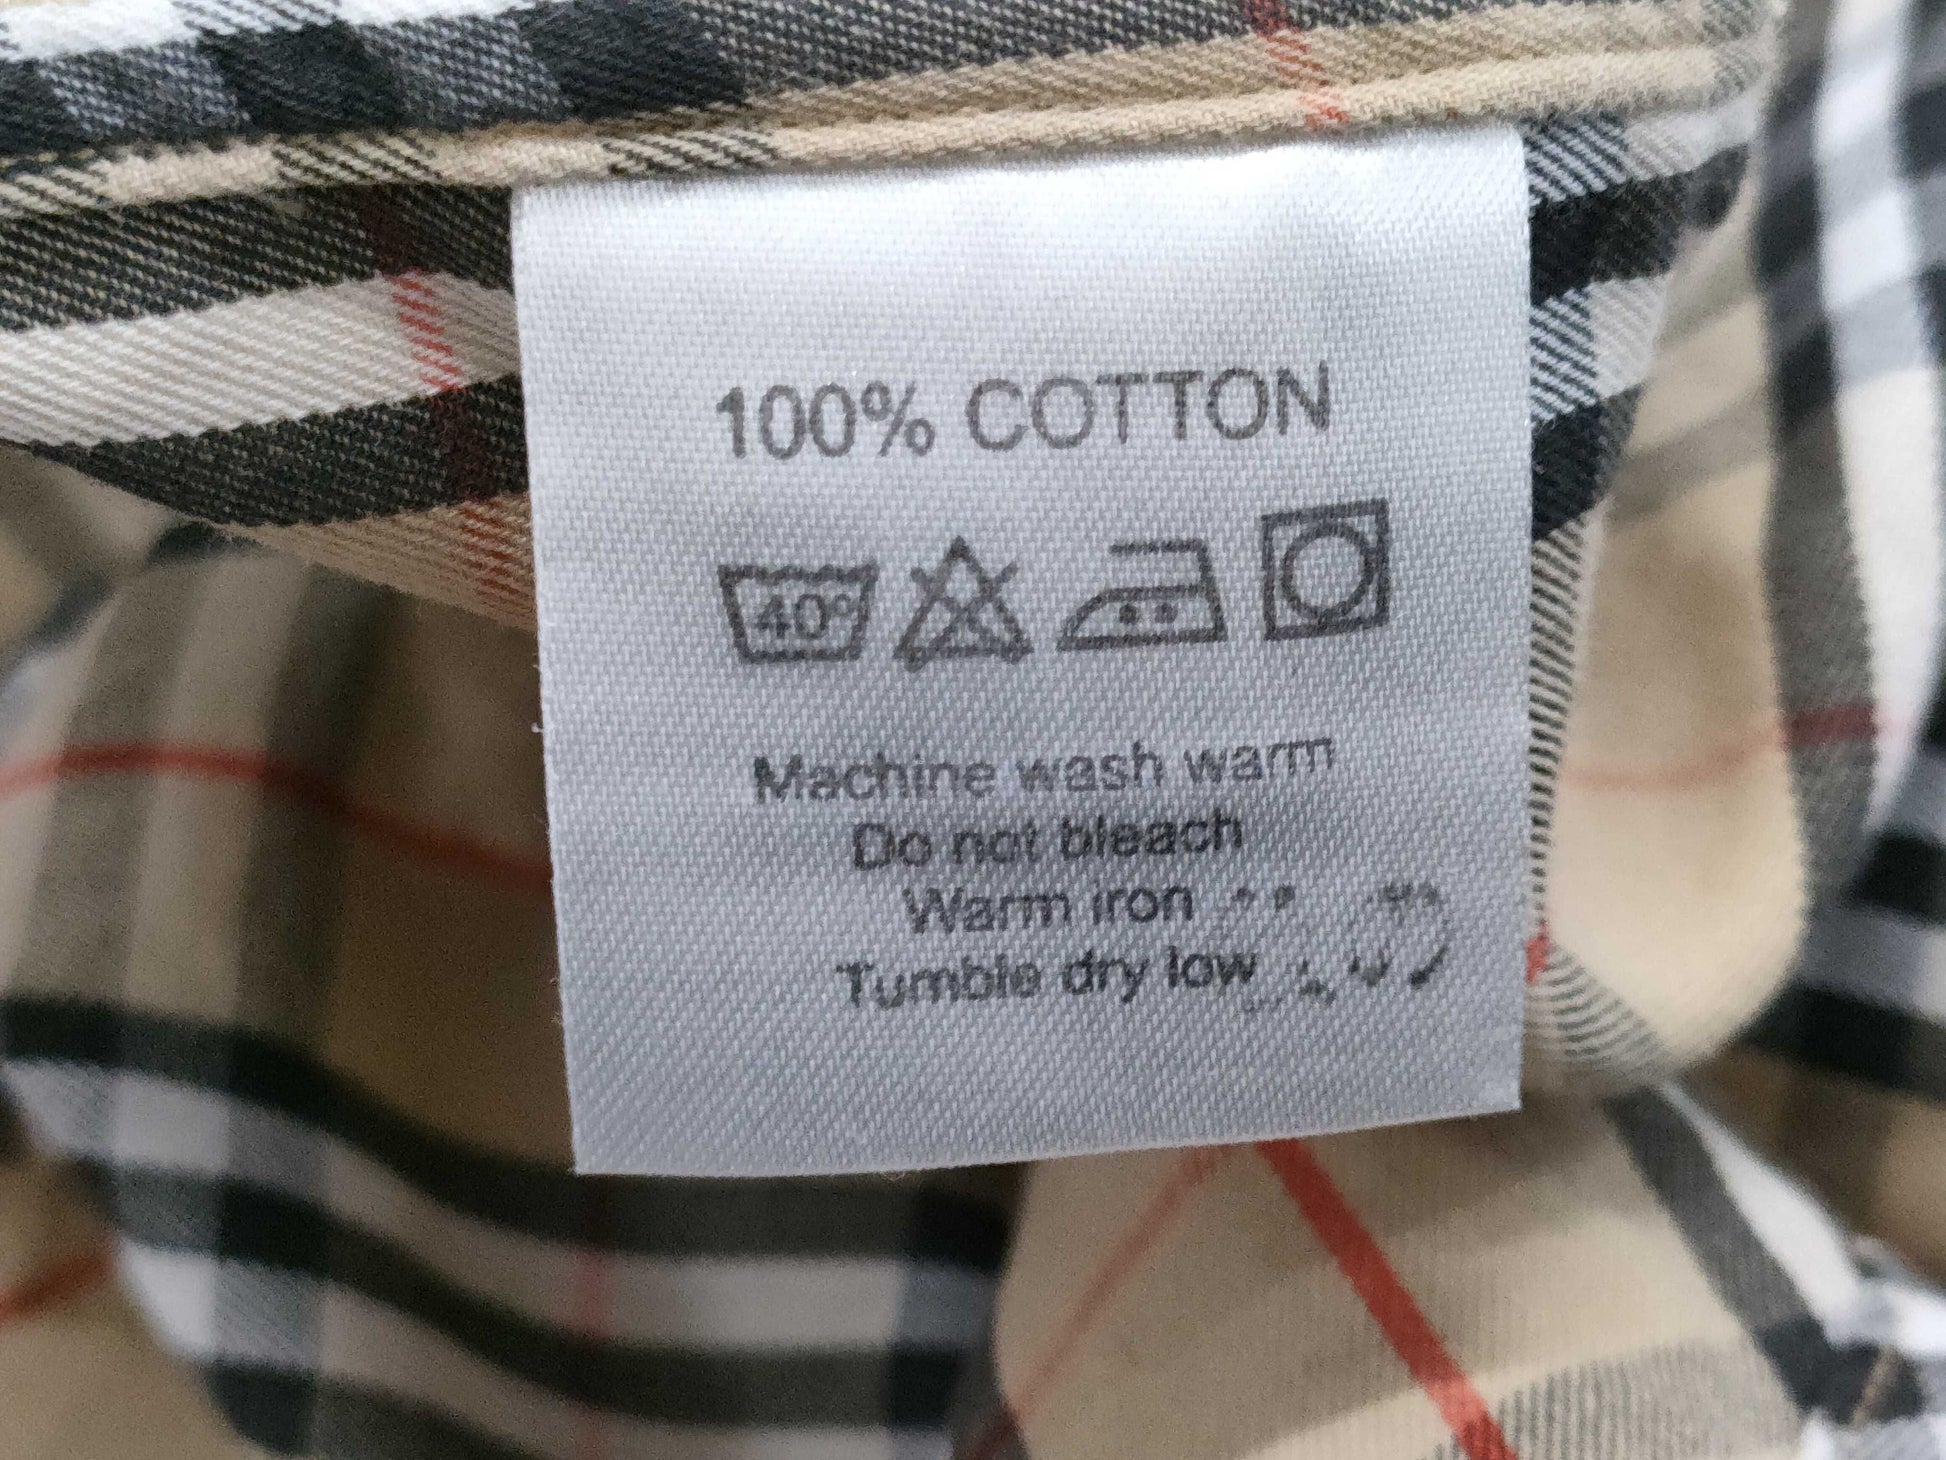 100% COTTON
40°
Machine wash warm
Do not bleach
Warm iron
Tumble dry low